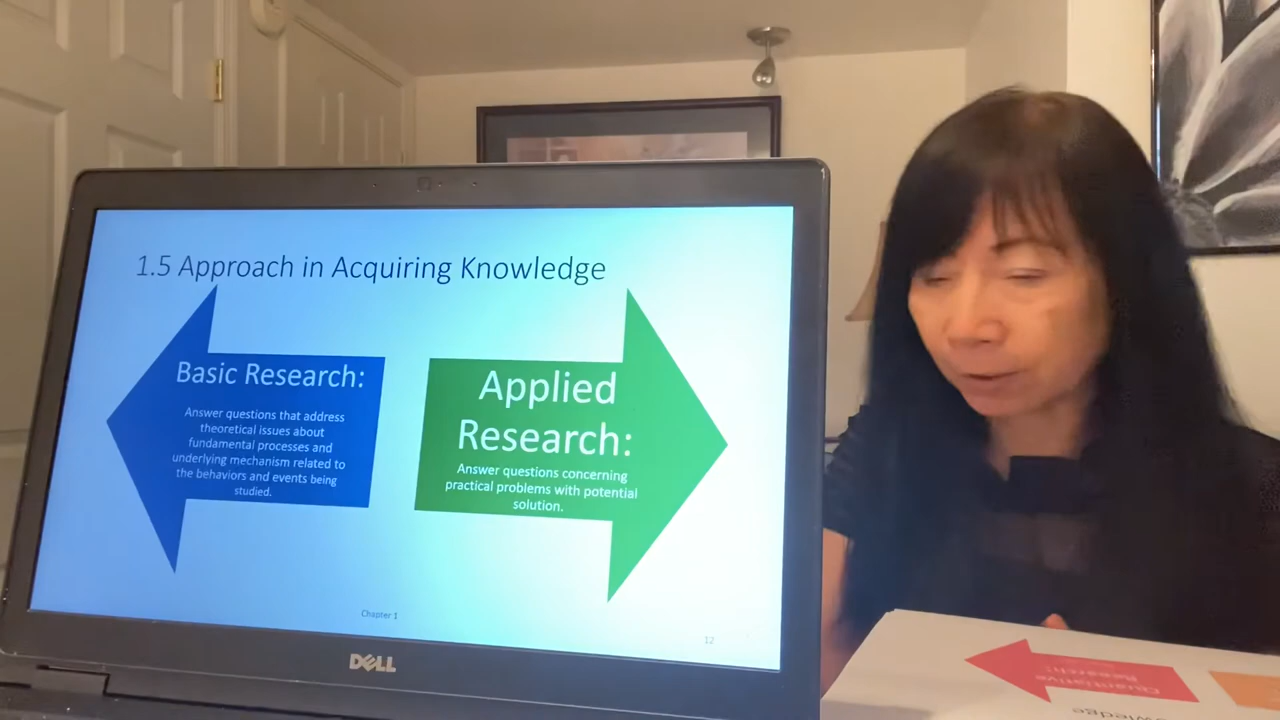 1.5 Approach in Acquiring Knowledge
Basic Research:
Answer questions that address
theoretical issues about
fundamental processes and
underlying mechanism related to
the behaviors and events being
studied.
Applied
Research:
Answer questions concerning
practical problems with potential
solution.
Chapter 1
12
DELL
Quantitative
Research: